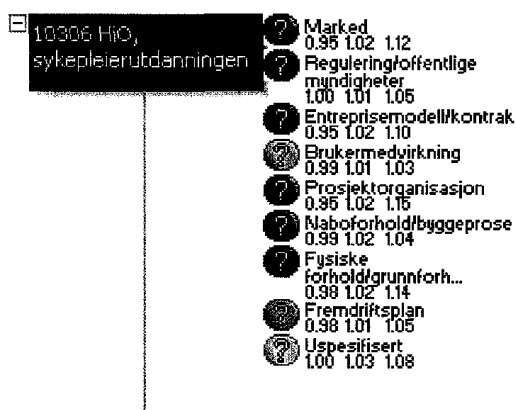 10306 HiO,
sykepleierutdanningen
Marked
0.95 1.02 1.12
Regulering/offentlige
myndigheter
1.00 1.01 1.05
Entreprisemodell/kontrak
0.95 1.02 1.10
Brukermedvirkning
0.99 1.01 1.03
Prosjektorganisasjon
0.95 1.02 1.15
Naboforhold/byggeprose
0.99 1.02 1.04
Fysiske
forhold/grunnforh...
0.98 1.02 1.14
Fremdriftsplan
0.98 1.01 1.05
Uspesifisert
1.00 1.03 1.08